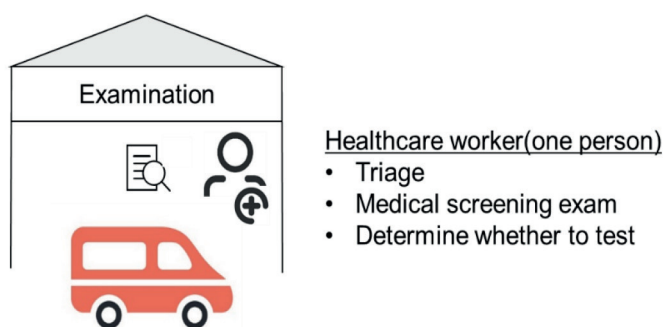 Examination
Healthcare worker(one person)
• Triage
• Medical screening exam
• Determine whether to test